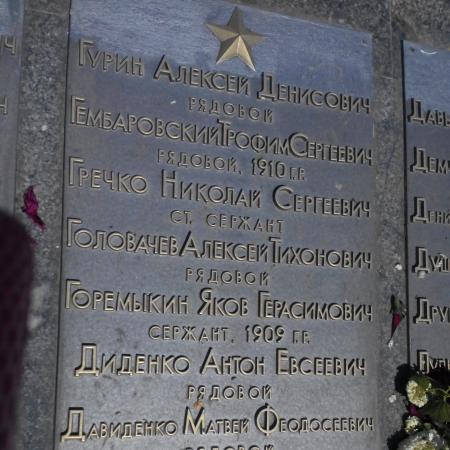 Гурин Алексей Денисович
рядовой
Гембаровский Трофим Сергеевич
рядовой, 1910 г.р.
Гречко Николай Сергеевич
ст. сержант
Головачев Алексей Тихонович
рядовой
Горемыкин Яков Герасимович
сержант, 1909 г.р.
Диденко Антон Евсеевич
рядовой
Давиденко Матвей Феодосеевич
рядовой